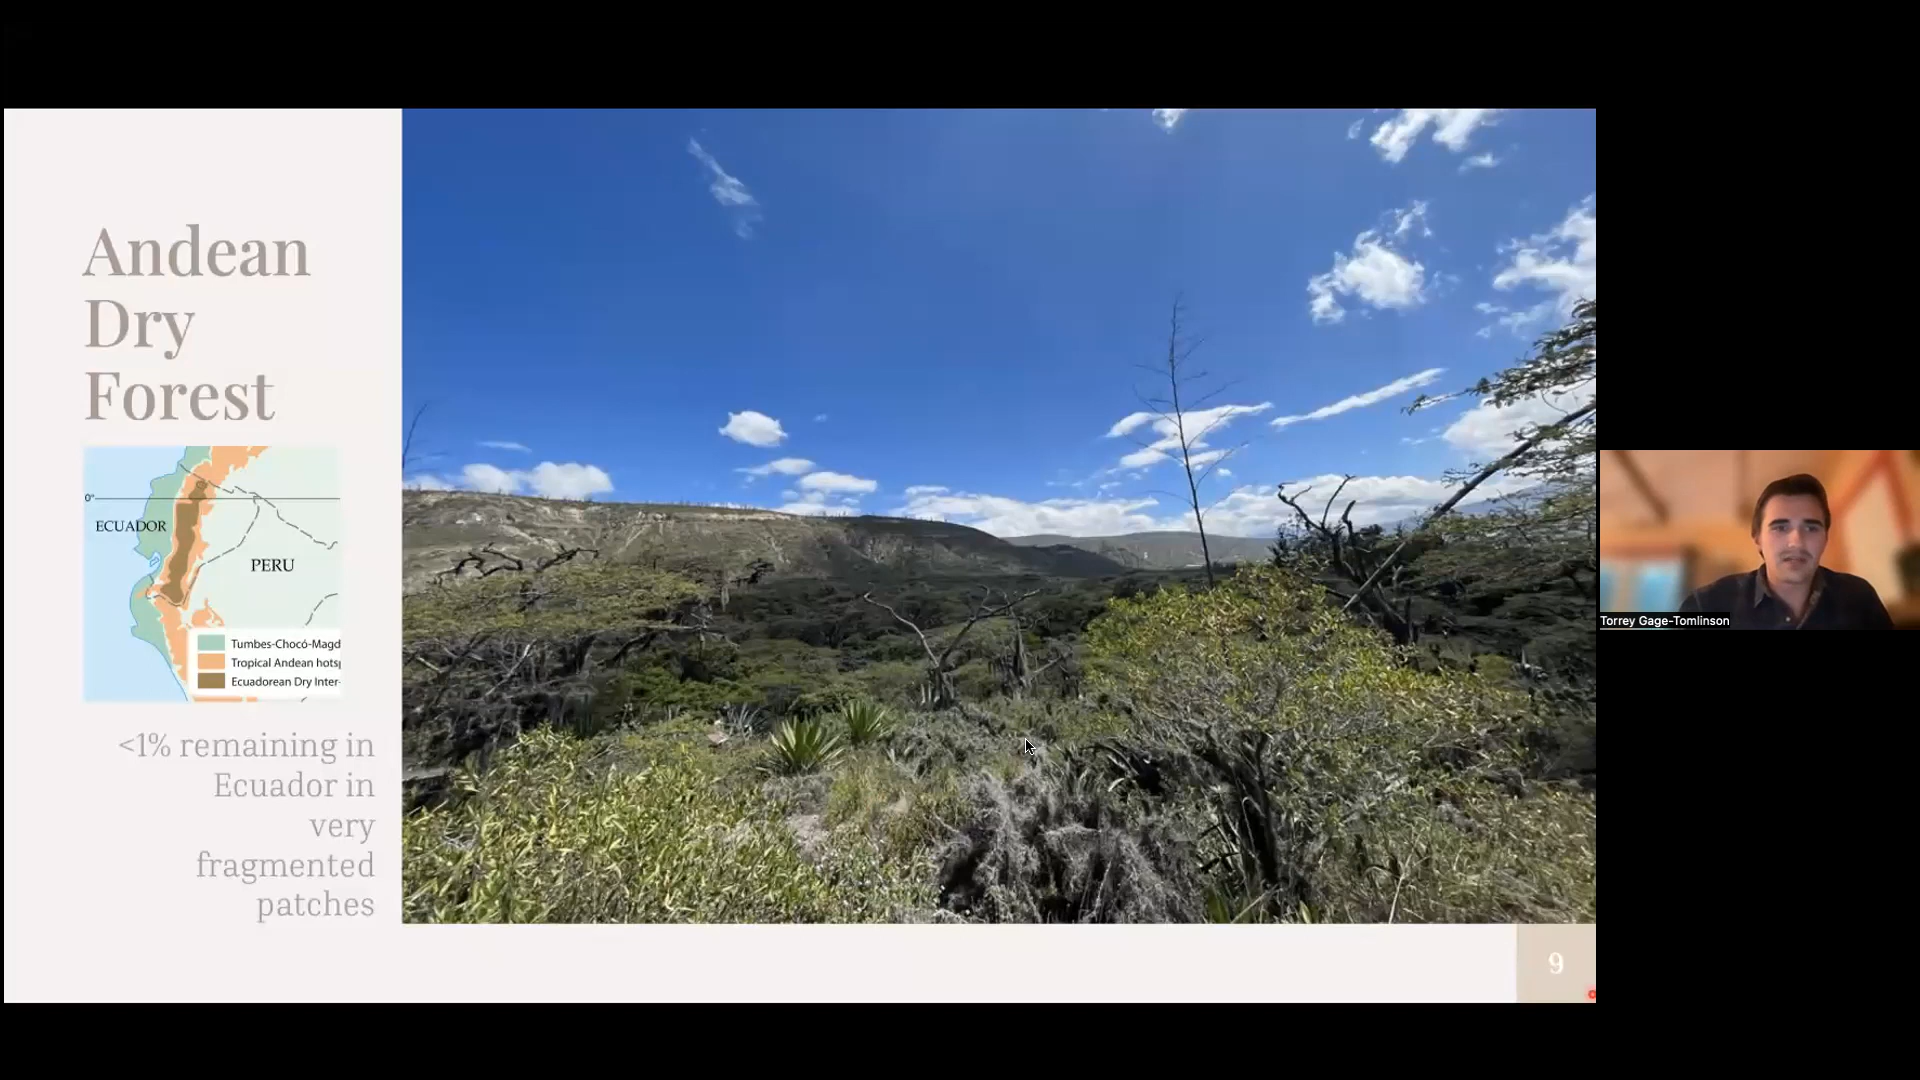 Andean
Dry
Forest
0°
ECUADOR
PERU
Tumbes-Chocó-Magd
Tropical Andean hots
Ecuadorean Dry Inter-
<1% remaining in
Ecuador in
very
fragmented
patches
9
Torrey Gage-Tomlinson